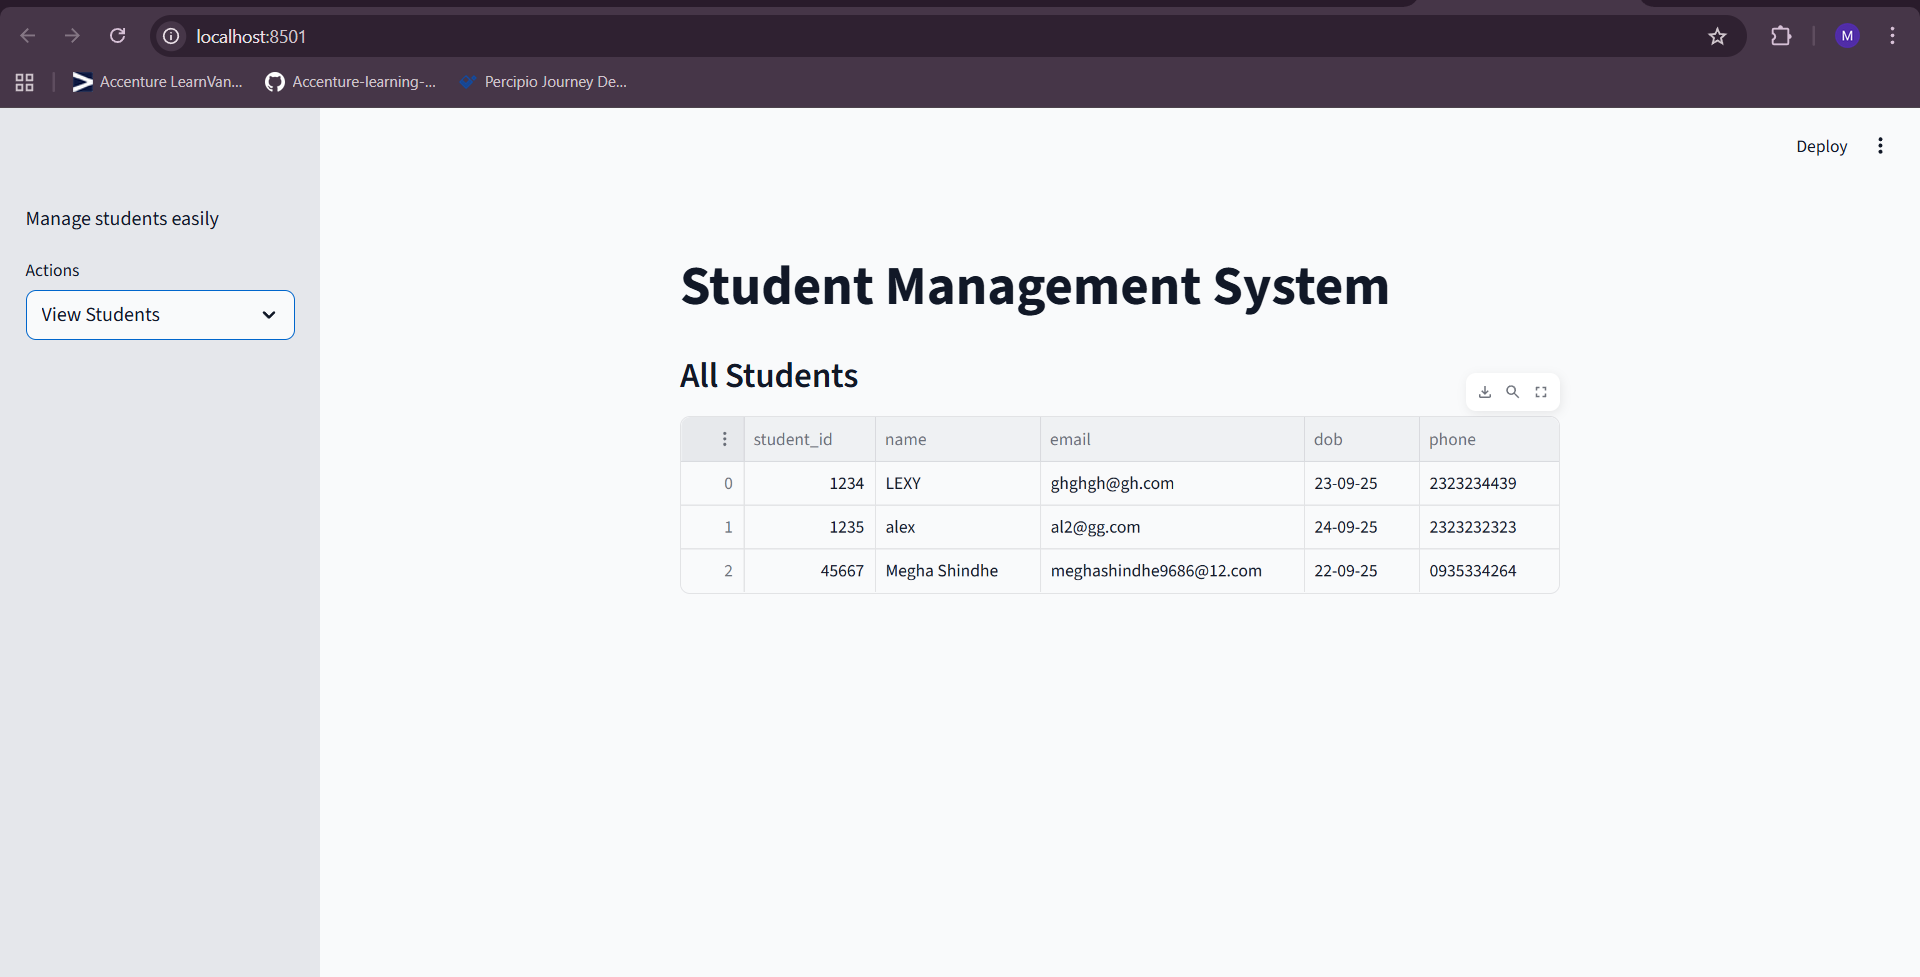 localhost:8501
Accenture LearnVan...
Accenture-learning-...
Percipio Journey De...
M
Deploy
Manage students easily
Actions
View Students
Student Management System
All Students
student_id name email dob phone
0 1234 LEXY ghghgh@gh.com 23-09-25 2323234439
1 1235 alex al2@gg.com 24-09-25 2323232323
2 45667 Megha Shindhe meghashindhe9686@12.com 22-09-25 0935334264